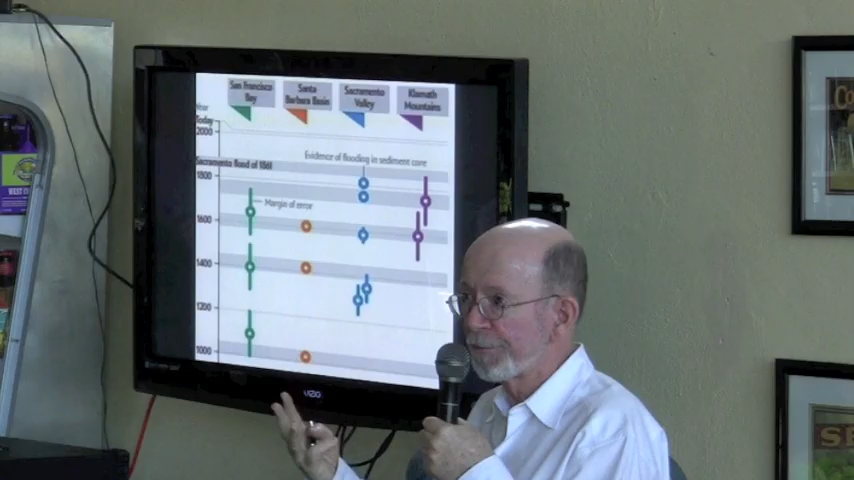 San Francisco
Bay
Santa
Barbara Basin
Sacramento
Valley
Klamath
Mountains
Year
Today
2000
Evidence of flooding in sediment core
Sacramento flood of 1861
1800
Margin of error
1600
1400
1200
1000
VIZIO